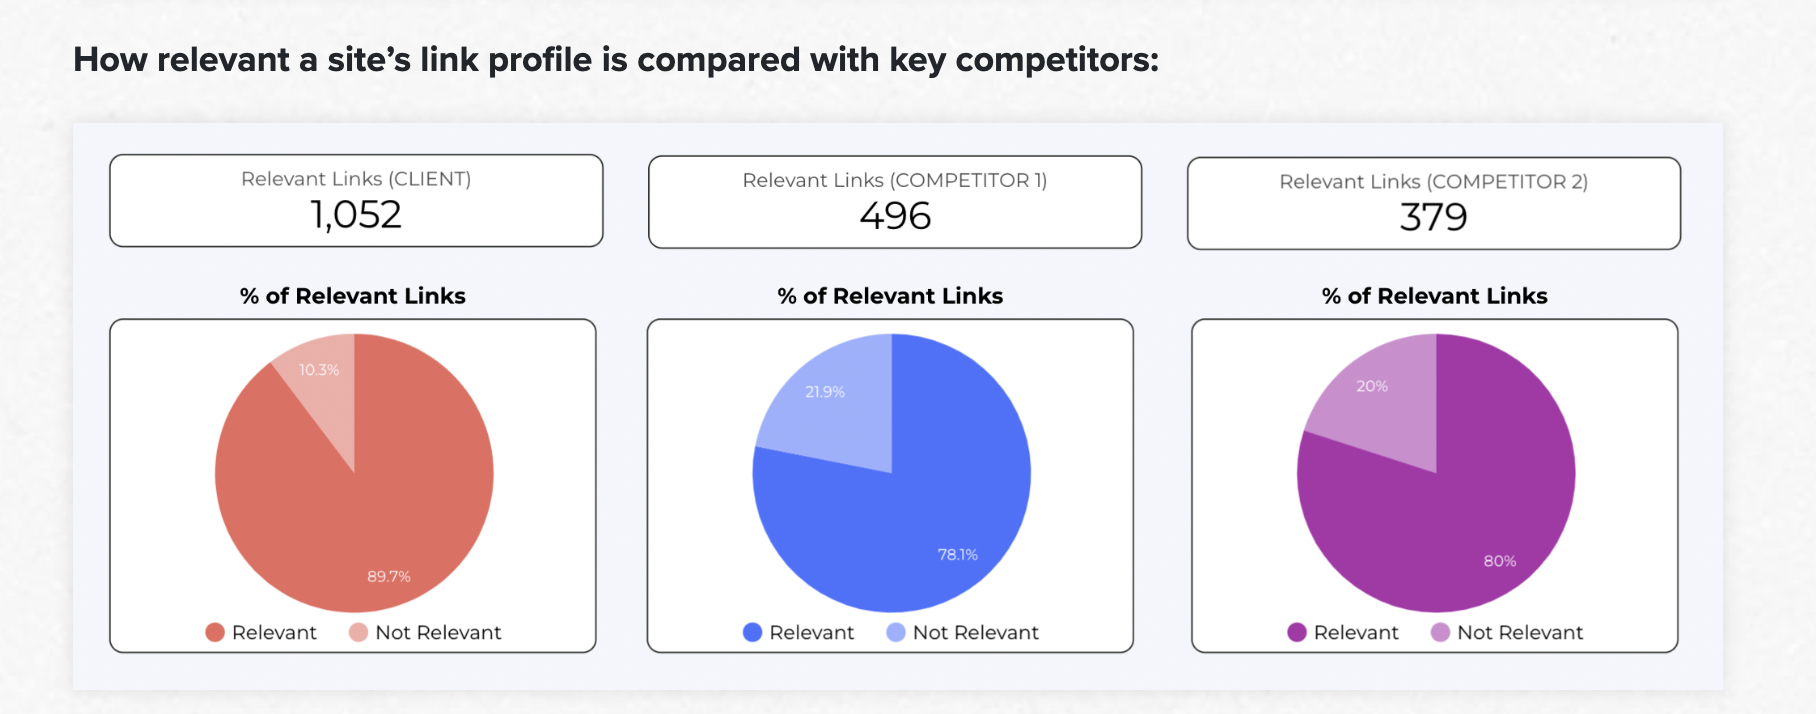 How relevant a site’s link profile is compared with key competitors:
Relevant Links (CLIENT)
1,052
Relevant Links (COMPETITOR 1)
496
Relevant Links (COMPETITOR 2)
379
% of Relevant Links
10.3%
89.7%
Relevant Not Relevant
% of Relevant Links
21.9%
78.1%
Relevant Not Relevant
% of Relevant Links
20%
80%
Relevant Not Relevant